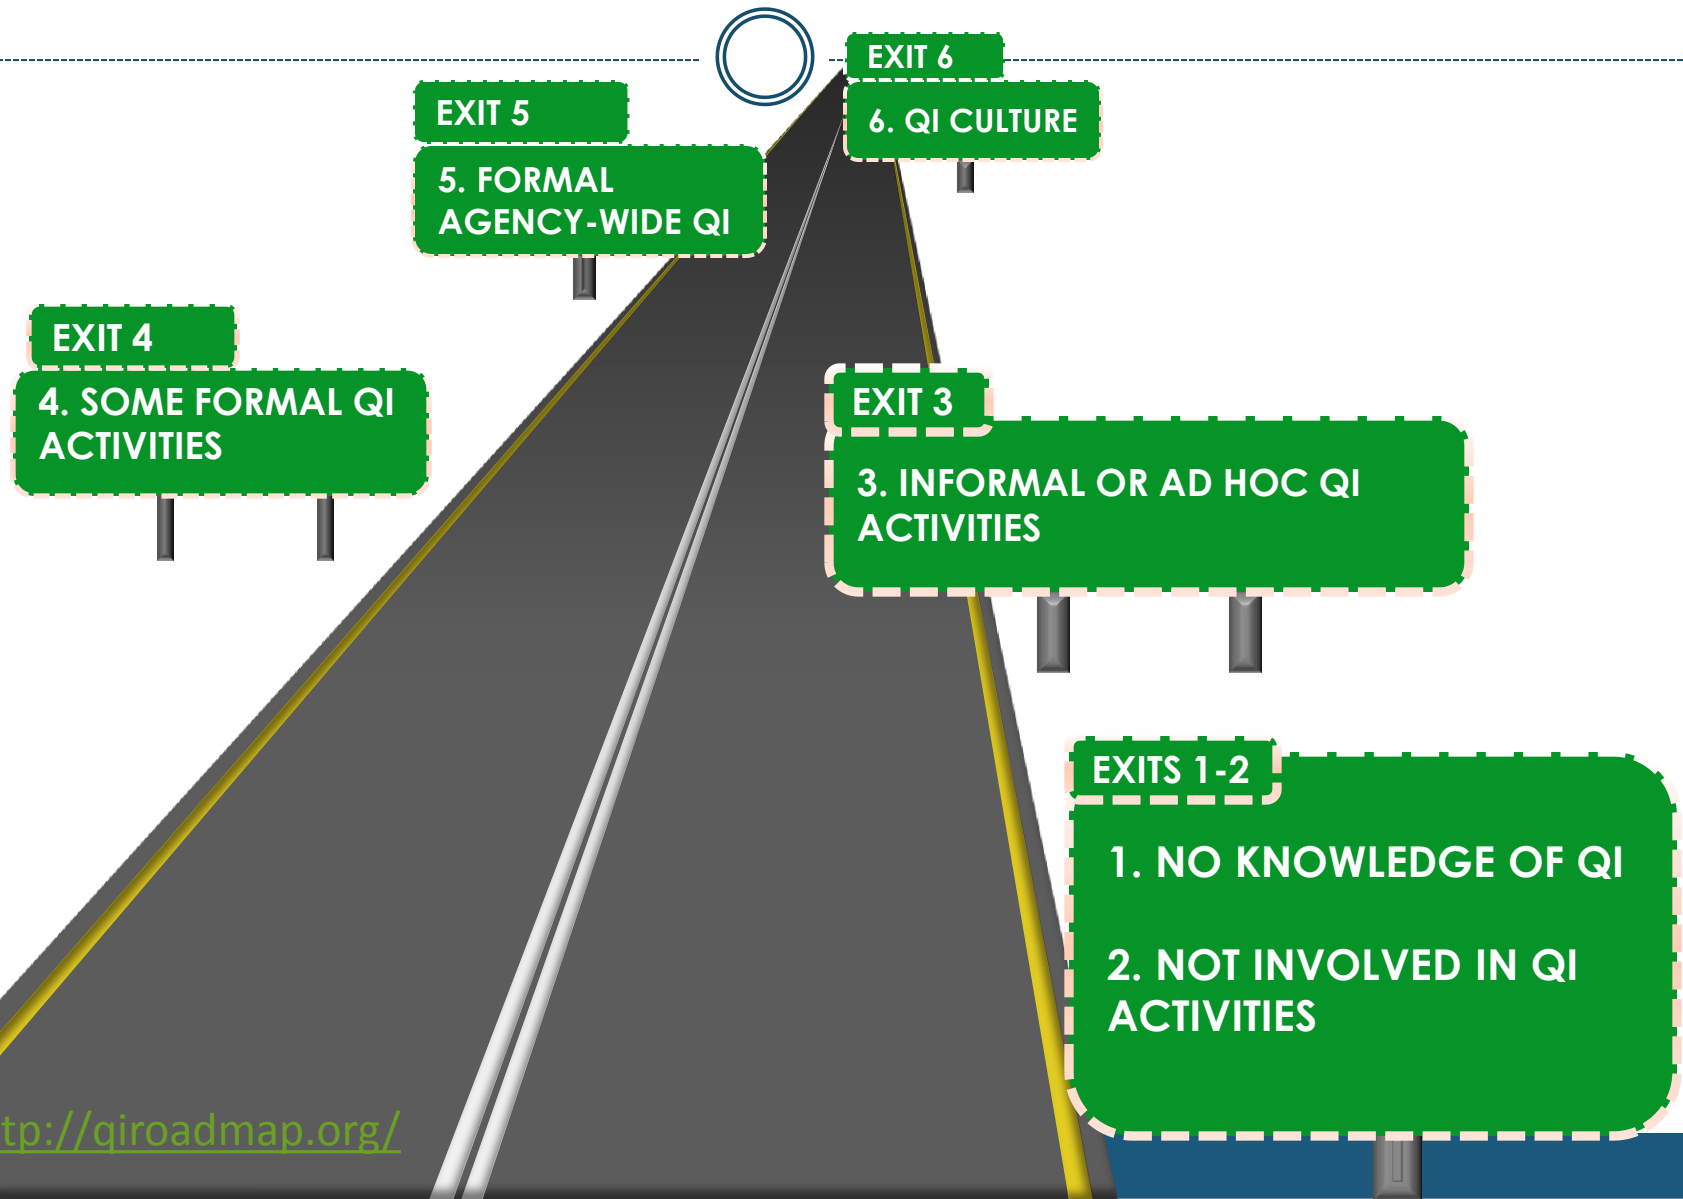 EXIT 6
6. QI CULTURE
EXIT 5
5. FORMAL
AGENCY-WIDE QI
EXIT 4
4. SOME FORMAL QI
ACTIVITIES
EXIT 3
3. INFORMAL OR AD HOC QI
ACTIVITIES
EXITS 1-2
1. NO KNOWLEDGE OF QI
2. NOT INVOLVED IN QI
ACTIVITIES
tp://qiroadmap.org/